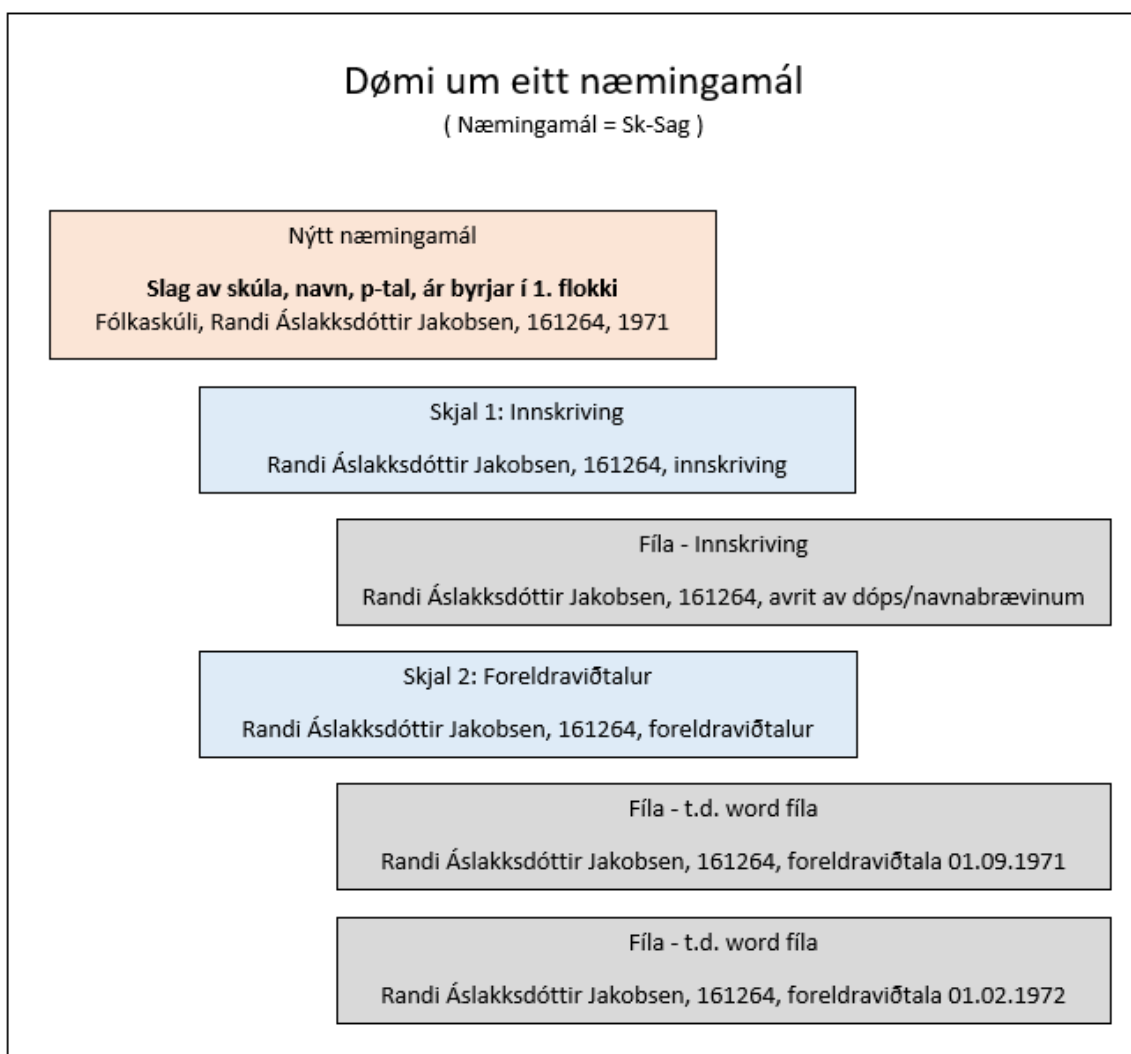 Dømi um eitt næmingamál
( Næmingamál = Sk-Sag )
Nýtt næmingamál
Slag av skúla, navn, p-tal, ár byrjar í 1. flokki
Fólkaskúli, Randi Áslakksdóttir Jakobsen, 161264, 1971
Skjal 1: Innskriving
Randi Áslakksdóttir Jakobsen, 161264, innskriving
Fíla - Innskriving
Randi Áslakksdóttir Jakobsen, 161264, avrit av dóps/navnabrævinum
Skjal 2: Foreldraviðtalur
Randi Áslakksdóttir Jakobsen, 161264, foreldraviðtalur
Fíla - t.d. word fíla
Randi Áslakksdóttir Jakobsen, 161264, foreldraviðtala 01.09.1971
Fíla - t.d. word fíla
Randi Áslakksdóttir Jakobsen, 161264, foreldraviðtala 01.02.1972